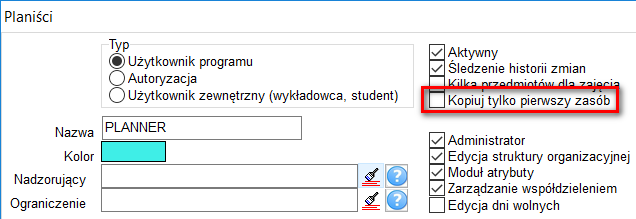 Planiści
Typ
Użytkownik programu
Autoryzacja
Użytkownik zewnętrzny (wykładowca, student)
Aktywny
Śledzenie historii zmian
Kilka przedmiotów dla zajęcia
Kopiuj tylko pierwszy zasób
Nazwa PLANNER
Kolor
Nadzorujący ?
Ograniczenie ?
Administrator
Edycja struktury organizacyjnej
Moduł atrybuty
Zarządzanie współdzieleniem
Edycja dni wolnych